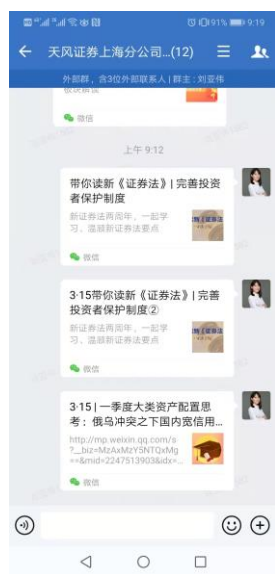 91% 9:19
天风证券上海分公司...(12)
外部群，含3位外部联系人 | 群主：刘亚伟
微信
上午 9:12
带你读新《证券法》| 完善投资
者保护制度
新证券法两周年，一起学
习、温顾新证券法要点
微信
3·15带你读新《证券法》| 完善
投资者保护制度②
新证券法两周年，一起学
习、温顾新证券法要点
微信
3·15 | 一季度大类资产配置思
考：俄乌冲突之下国内宽信用...
http://mp.weixin.qq.com/s
?__biz=MzAxMzY5NTQxMg
==&mid=2247513903&idx=...
微信